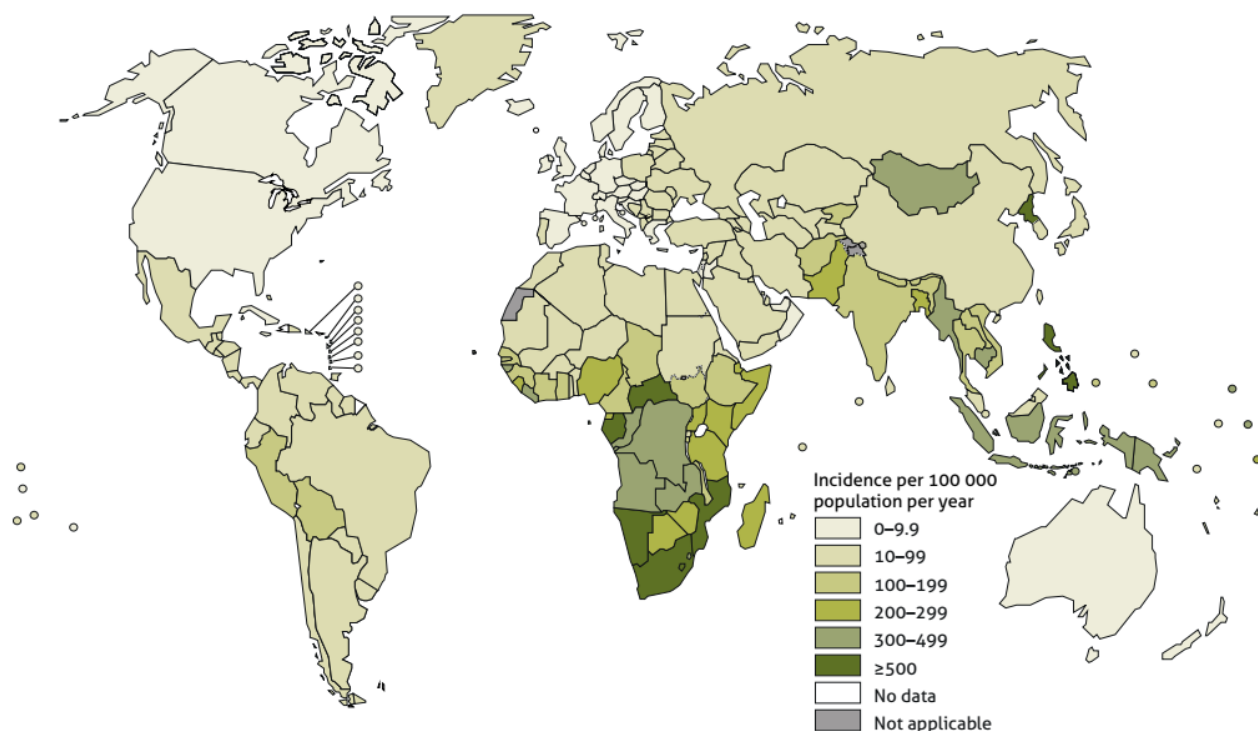 Incidence per 100 000
population per year
0–9.9
10–99
100–199
200–299
300–499
≥500
No data
Not applicable